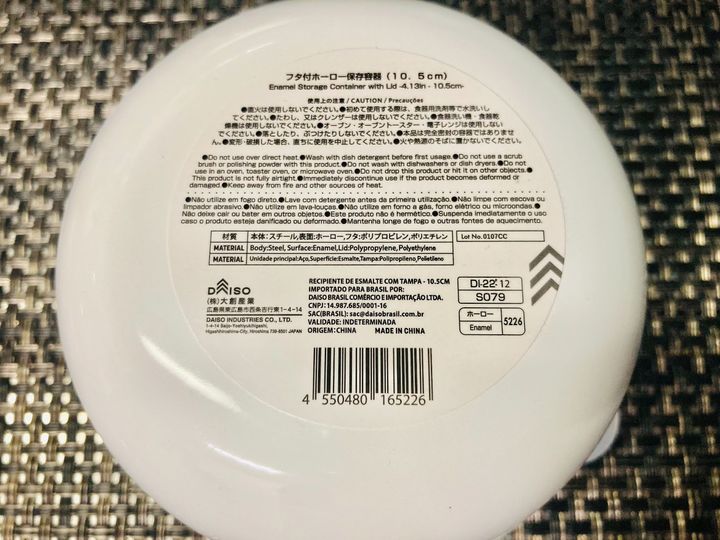 フタ付ホーロー保存容器（10．5cm）
Enamel Storage Container with Lid -4.13in - 10.5cm-
使用上の注意 / CAUTION / Precauções
●直火は使用しないでください。●初めて使用する際は、食器用洗剤等で水洗いし
てください。●たわし、又はクレンザーは使用しないでください。●食器洗い機・食器乾
燥機は使用しないでください。●オーブン・オーブントースター・電子レンジは使用しない
でください。●落としたり、ぶつけたりしないでください。●本品は完全密封の容器ではありませ
ん。●変形・破損した場合、直ちに使用を中止してください。●火や熱源のそばに置かないでください。
●Do not use over direct heat.●Wash with dish detergent before first usage.●Do not use a scrub
brush or polishing powder with this product.●Do not wash with dishwashers or dish dryers.●Do not
use in an oven, toaster oven, or microwave oven.●Do not drop this product or hit it on other objects.●
This product is not fully airtight.●Immediately discontinue use if the product becomes deformed or
damaged.●Keep away from fire and other sources of heat.
●Não utilize em fogo direto.●Lave com detergente antes da primeira utilização.●Não limpe com escova ou
limpador abrasivo.●Não utilize em lava-louças.●Não utilize em forno a gás, forno elétrico ou microondas.●
Não deixe cair ou bater em outros objetos.●Este produto não é hermético.●Suspenda imediatamente o uso
caso o produto esteja danificado ou deformado.●Mantenha longe de fogo e outras fontes de aquecimento.
材質 本体：スチール,表面：ホーロー,フタ：ポリプロピレン,ポリエチレン
MATERIAL Body:Steel, Surface:Enamel,Lid:Polypropylene, Polyethylene
MATERIAL Unidade principal:Aço,Superfície:Esmalte,Tampa:Polipropileno,Polietileno
Lot No.0107CC
DAISO
(株)大創産業
広島県東広島市西条吉行東1-4-14
DAISO INDUSTRIES CO., LTD.
1-4-14 Saijo-Yoshiyukihigashi,
Higashihiroshima-City, Hiroshima 739-8501 JAPAN
RECIPIENTE DE ESMALTE COM TAMPA - 10.5CM
IMPORTADO PARA BRASIL POR:
DAISO BRASIL COMÉRCIO E IMPORTAÇÃO LTDA.
CNPJ: 14.987.685/0001-16
SAC(BRASIL): sac@daisobrasil.com.br
VALIDADE: INDETERMINADA
ORIGEM: CHINA MADE IN CHINA
DI-22'12
S079
ホーロー
Enamel
5226
4 550480 165226